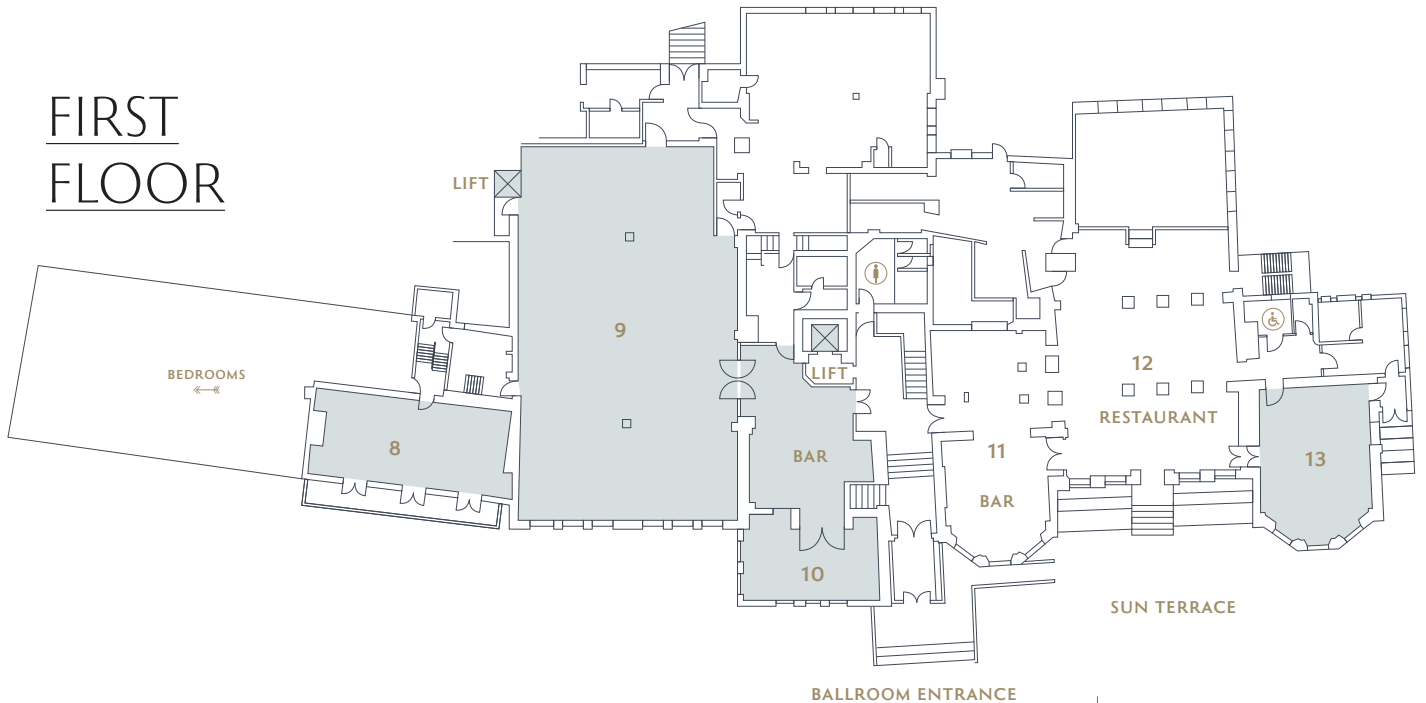 FIRST
FLOOR
LIFT
9
BEDROOMS
8
LIFT
BAR
10
11
BAR
12
RESTAURANT
13
SUN TERRACE
BALLROOM ENTRANCE